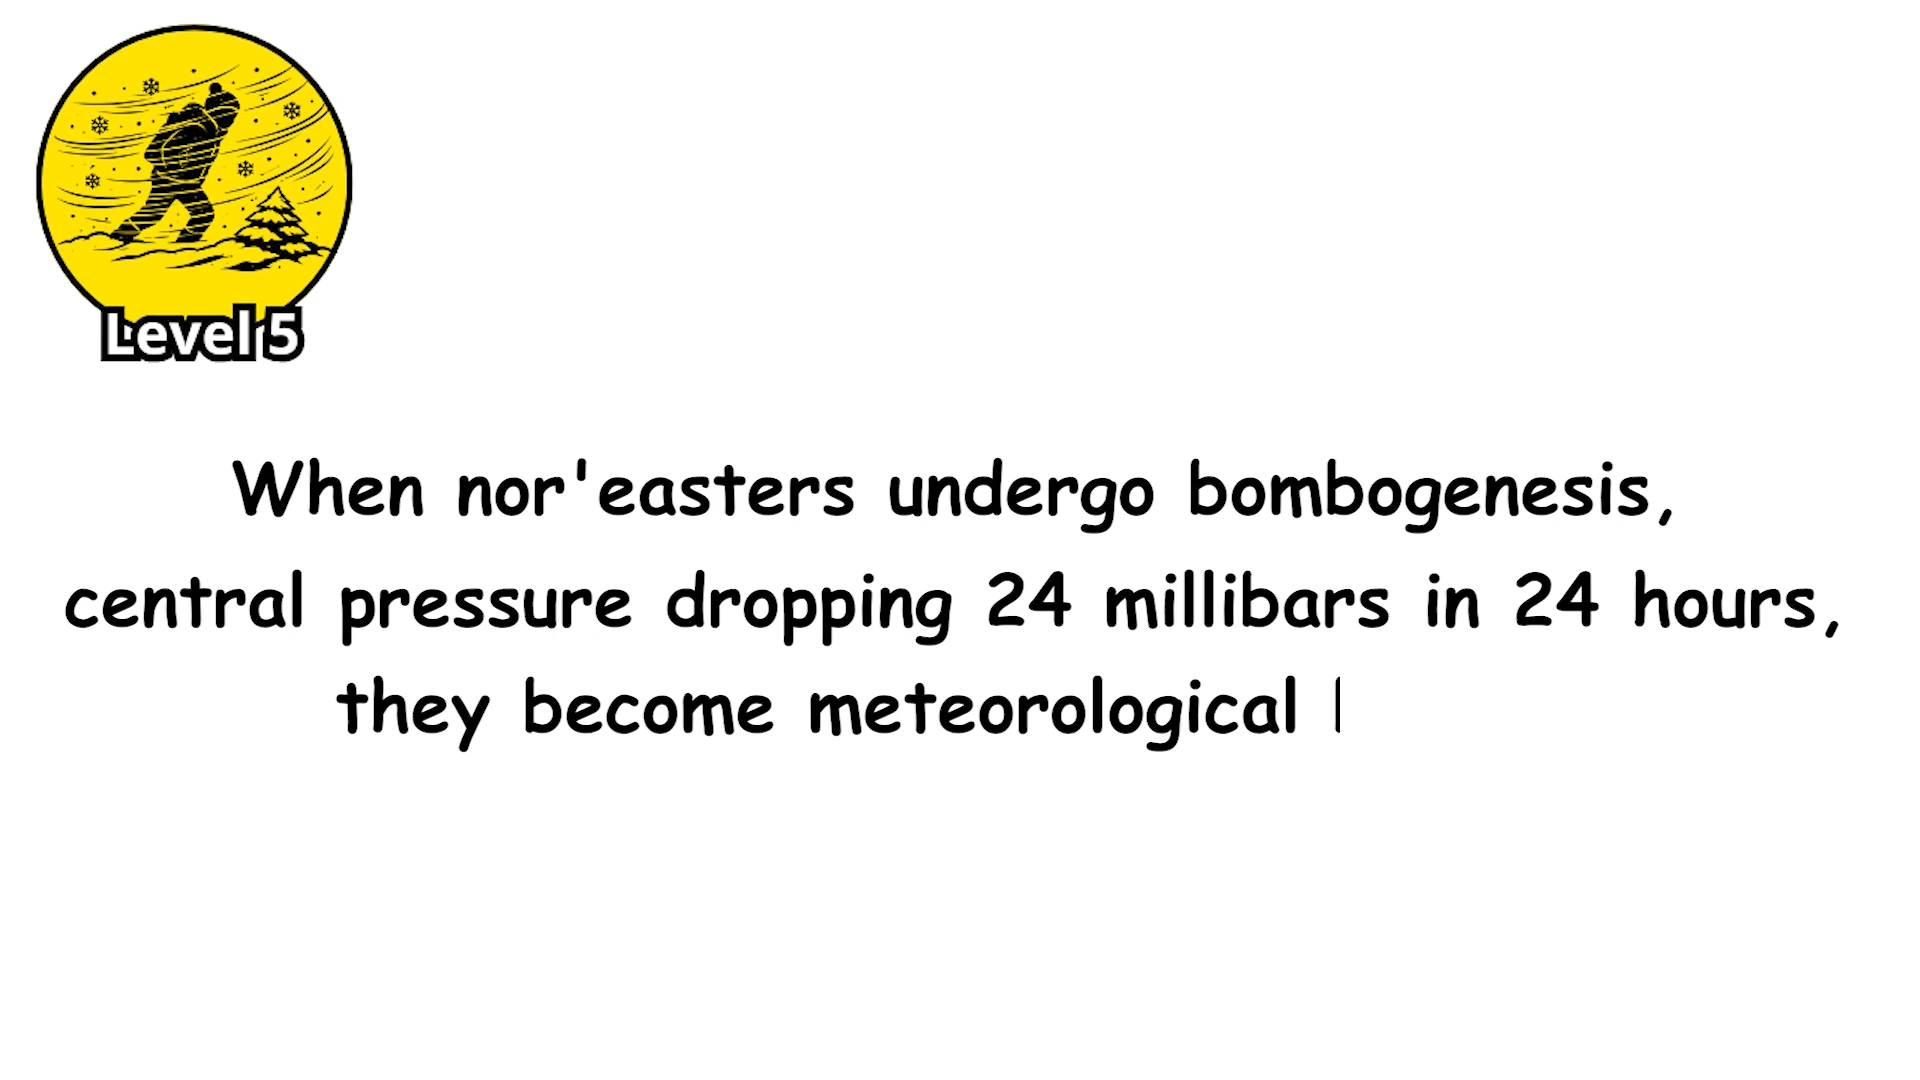 Level 5
When nor'easters undergo bombogenesis,
central pressure dropping 24 millibars in 24 hours,
they become meteorological